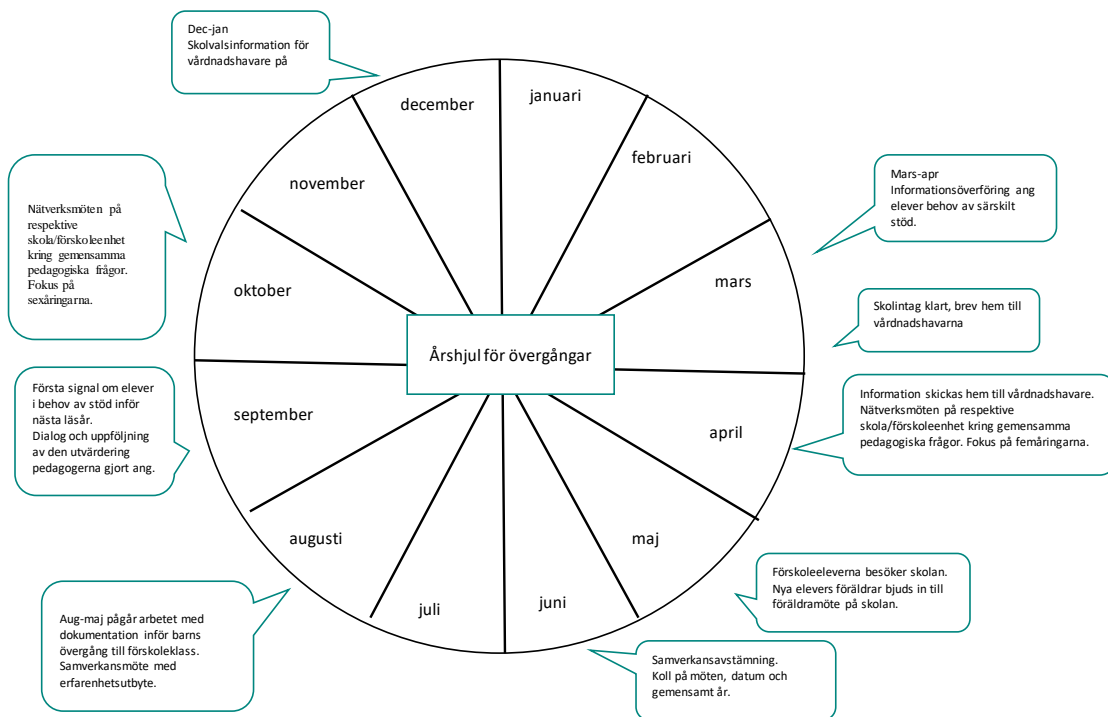 Dec-jan
Skolvalsinformation för
vårdnadshavare på
december
januari
februari
november
Mars-apr
Informationsöverföring ang
elever behov av särskilt
stöd.
Nätverksmöten på
respektive
skola/förskoleenhet
kring gemensamma
pedagogiska frågor.
Fokus på
sexåringarna.
oktober
mars
Skolintag klart, brev hem till
vårdnadshavarna
Årshjul för övergångar
Första signal om elever
i behov av stöd inför
nästa läsår.
Dialog och uppföljning
av den utvärdering
pedagogerna gjort ang.
september
april
Information skickas hem till vårdnadshavare.
Nätverksmöten på respektive
skola/förskoleenhet kring gemensamma
pedagogiska frågor. Fokus på femåringarna.
augusti
maj
juli
juni
Förskoleeleverna besöker skolan.
Nya elevers föräldrar bjuds in till
föräldramöte på skolan.
Aug-maj pågår arbetet med
dokumentation inför barns
övergång till förskoleklass.
Samverkansmöte med
erfarenhetsutbyte.
Samverkansavstämning.
Koll på möten, datum och
gemensamt år.